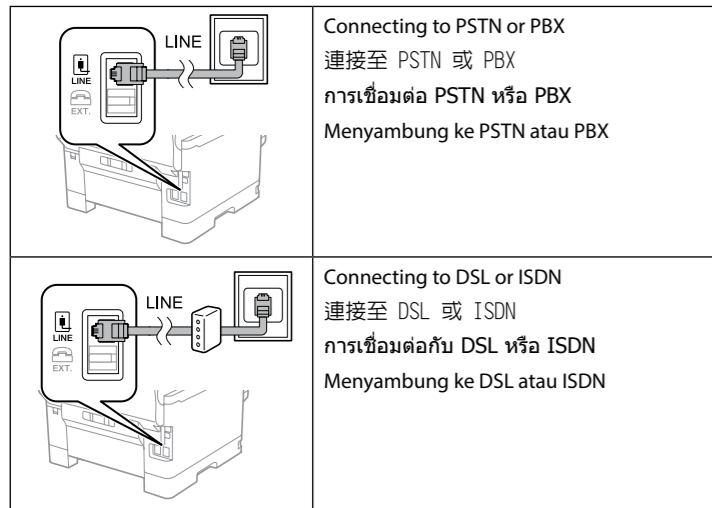 LINE
LINE
EXT.
Connecting to PSTN or PBX
連接至 PSTN 或 PBX
การเชื่อมต่อ PSTN หรือ PBX
Menyambung ke PSTN atau PBX
LINE
LINE
EXT.
Connecting to DSL or ISDN
連接至 DSL 或 ISDN
การเชื่อมต่อกับ DSL หรือ ISDN
Menyambung ke DSL atau ISDN